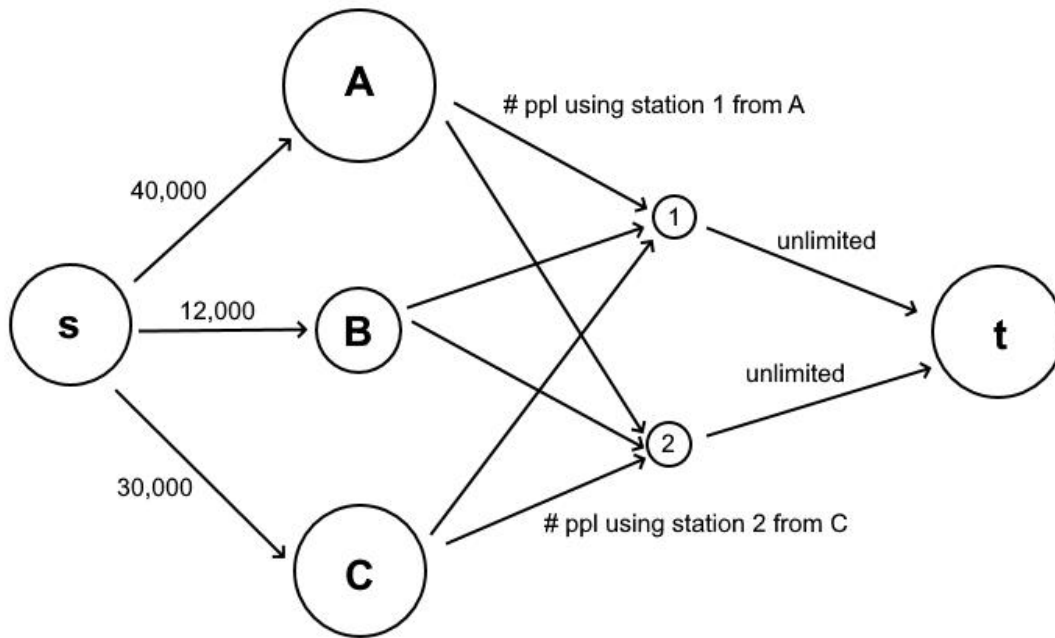 A
# ppl using station 1 from A
40,000
1
unlimited
s
12,000
B
t
unlimited
2
30,000
# ppl using station 2 from C
C